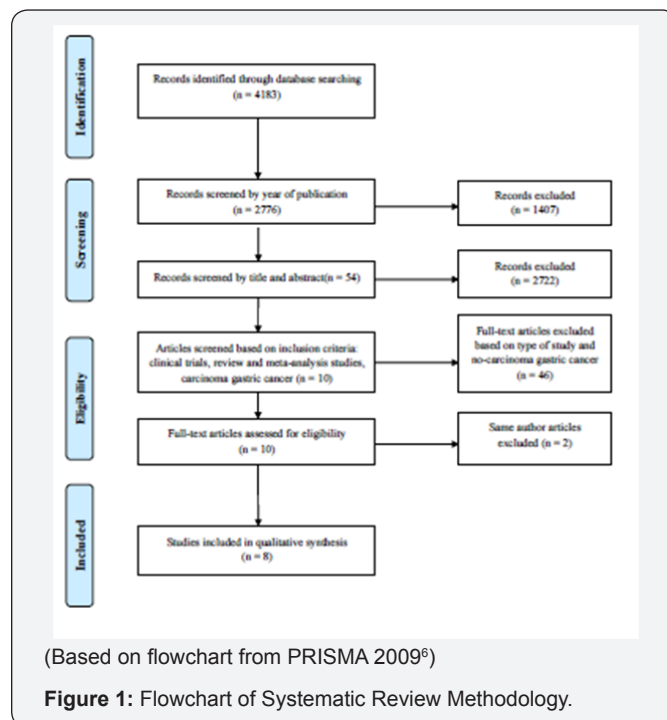 Identification
Records identified through database searching
(n = 4183)
Screening
Records screened by year of publication
(n = 2776)
Records excluded
(n = 1407)
Records screened by title and abstract(n = 54)
Records excluded
(n = 2722)
Eligibility
Articles screened based on inclusion criteria:
clinical trials, review and meta-analysis studies,
carcinoma gastric cancer (n = 10)
Full-text articles excluded
based on type of study and
no-carcinoma gastric cancer
(n = 46)
Full-text articles assessed for eligibility
(n = 10)
Same author articles
excluded (n = 2)
Included
Studies included in qualitative synthesis
(n = 8)
(Based on flowchart from PRISMA 2009⁶)
Figure 1: Flowchart of Systematic Review Methodology.